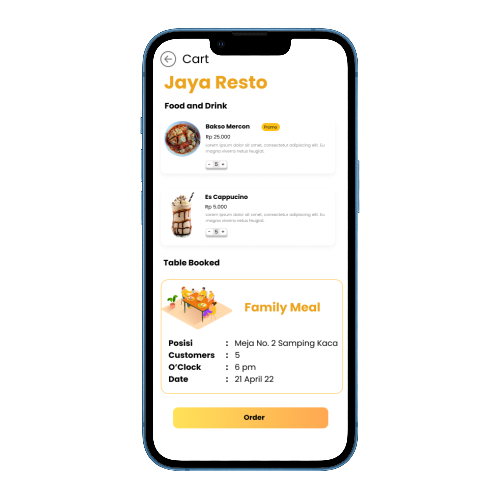 Cart
Jaya Resto
Food and Drink
Bakso Mercon
Rp 25.000
Lorem ipsum dolor sit amet, consectetur adipiscing elit. Eu
magna viverra netus feugiat
- 5 +
Es Cappucino
Rp 5.000
Lorem ipsum dolor sit amet, consectetur adipiscing elit. Eu
magna viverra netus feugiat
- 5 +
Table Booked
Family Meal
Posisi : Meja No. 2 Samping Kaca
Customers : 5
O'Clock : 6 pm
Date : 21 April 22
Order